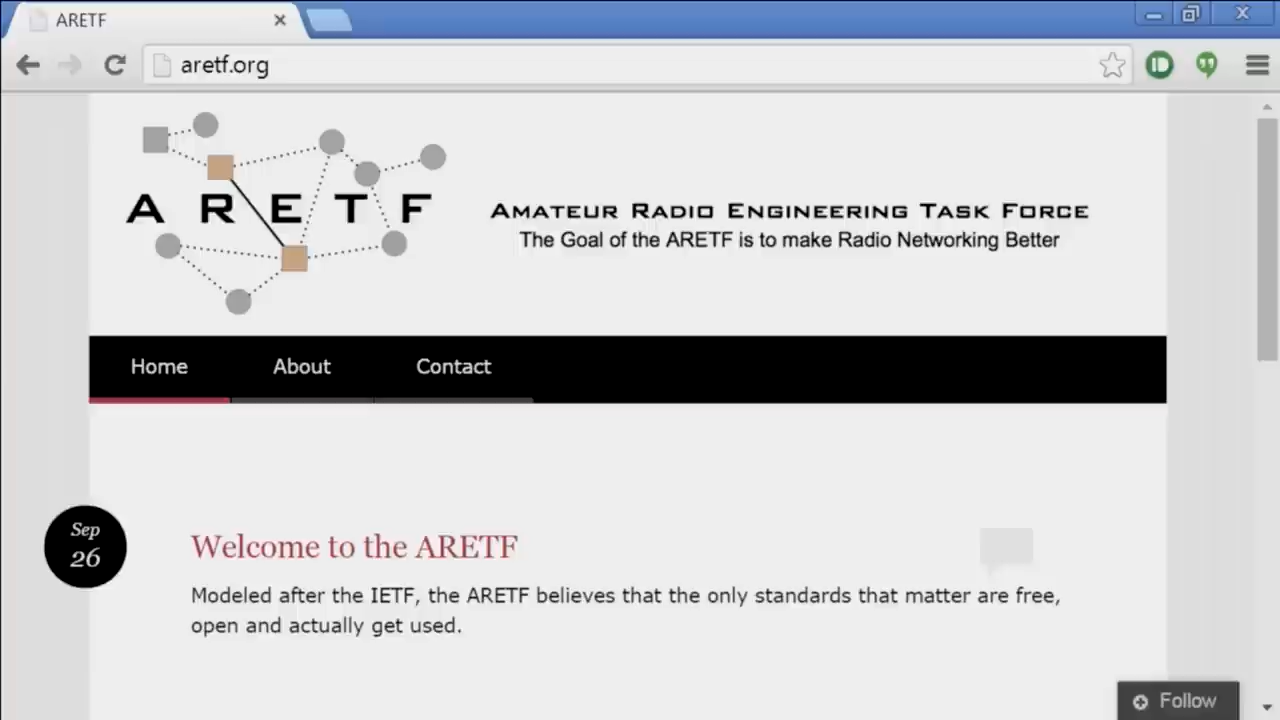 ARETF
aretf.org
A R E T F
AMATEUR RADIO ENGINEERING TASK FORCE
The Goal of the ARETF is to make Radio Networking Better
Home About Contact
Sep
26
Welcome to the ARETF
Modeled after the IETF, the ARETF believes that the only standards that matter are free,
open and actually get used.
Follow